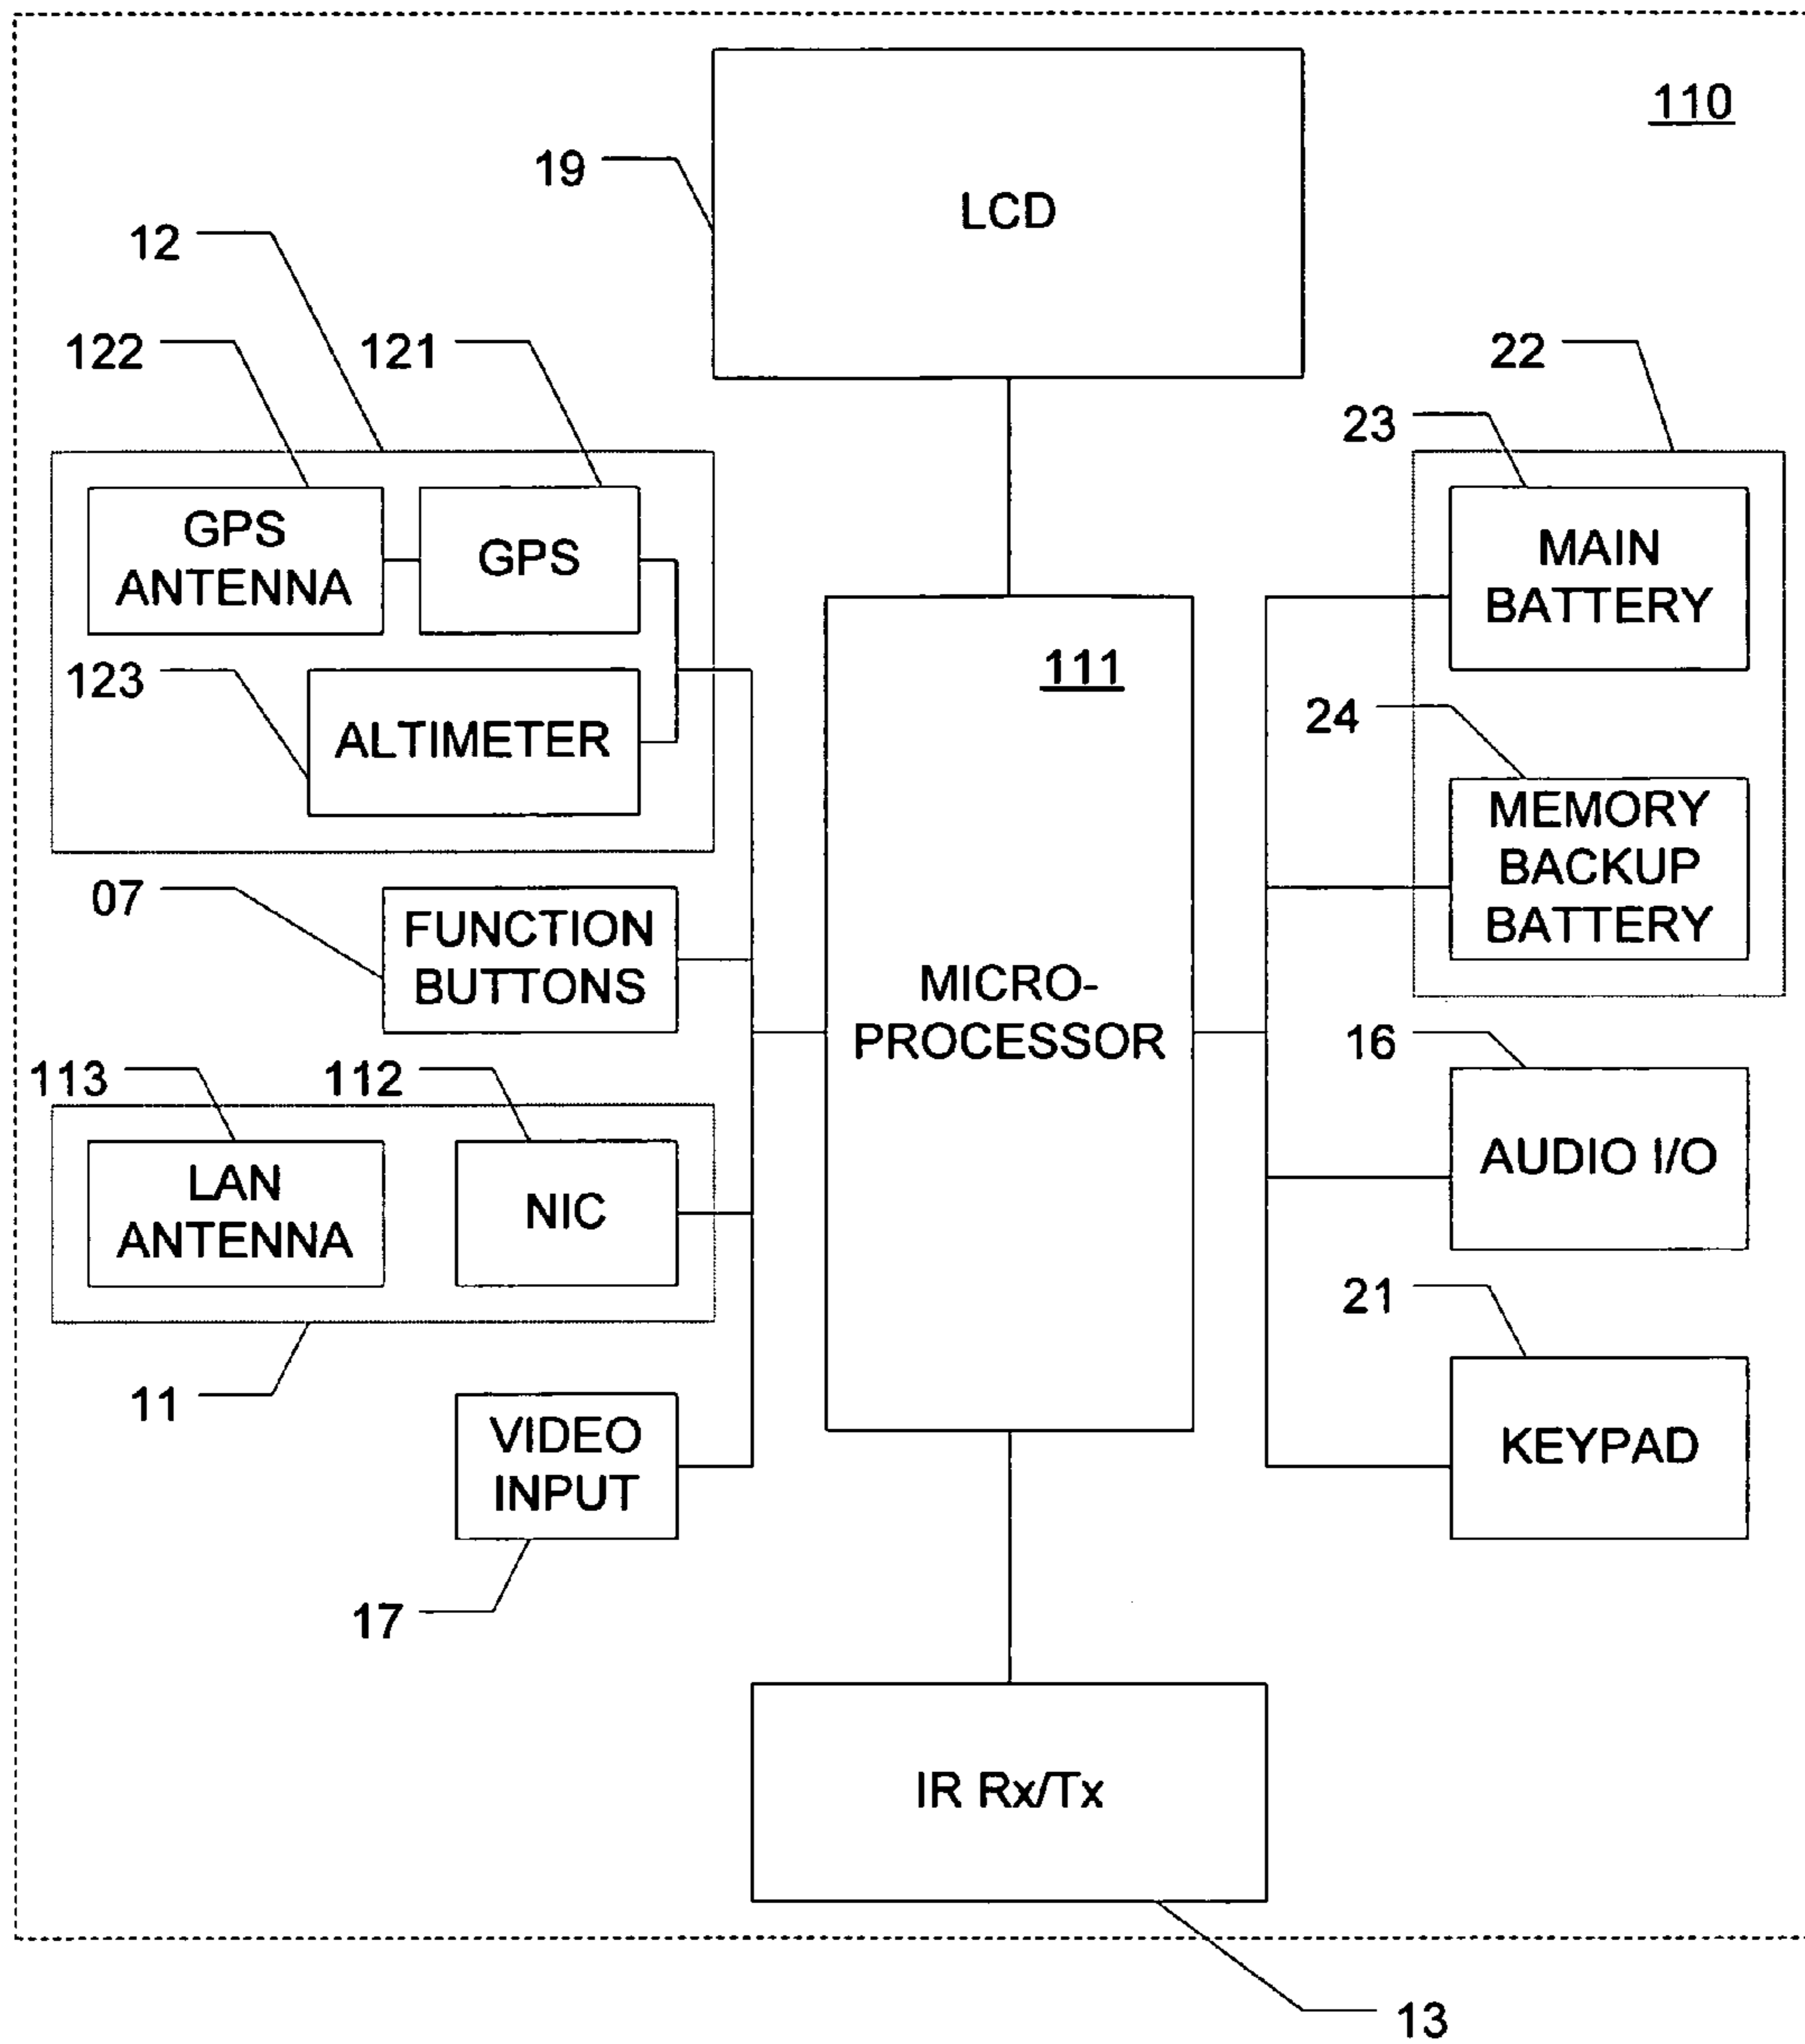 110
19
LCD
12
122
121
22
23
GPS
ANTENNA
GPS
MAIN
BATTERY
123
ALTIMETER
111
24
MEMORY
BACKUP
BATTERY
07
FUNCTION
BUTTONS
MICRO-
PROCESSOR
113
112
16
LAN
ANTENNA
NIC
AUDIO I/O
21
11
VIDEO
INPUT
KEYPAD
17
IR Rx/Tx
13